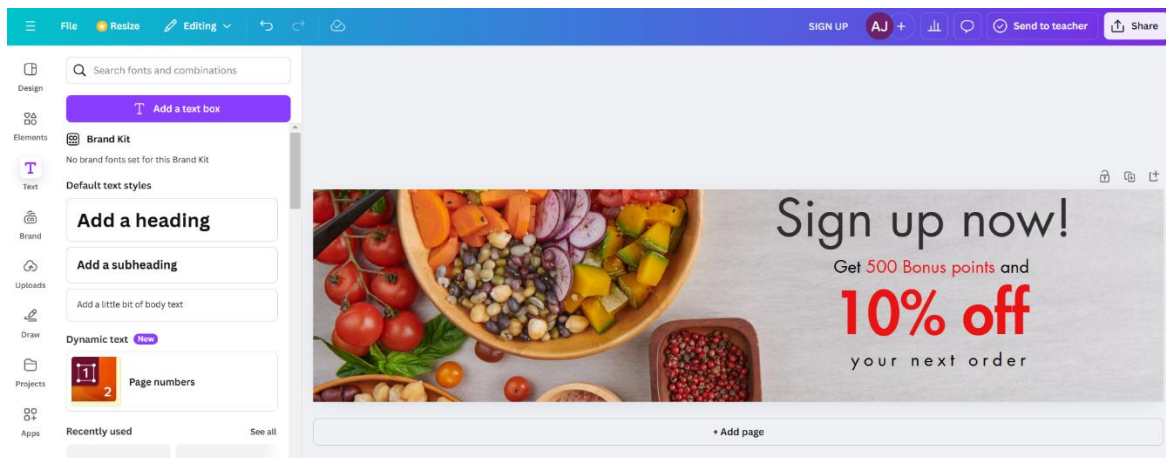 File Resize Editing SIGN UP AJ + Send to teacher Share
Design
Elements
Text
Brand
Uploads
Draw
Projects
Apps
Search fonts and combinations
T Add a text box
Brand Kit
No brand fonts set for this Brand Kit
Default text styles
Add a heading
Add a subheading
Add a little bit of body text
Dynamic text New
1 2 Page numbers
Recently used See all
Sign up now!
Get 500 Bonus points and
10% off
your next order
+ Add page